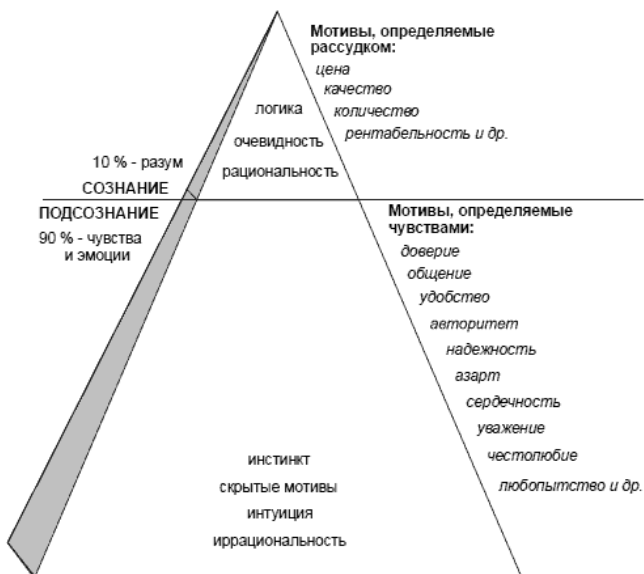 Мотивы, определяемые
рассудком:
цена
качество
количество
рентабельность и др.
логика
очевидность
рациональность
10 % - разум
СОЗНАНИЕ
ПОДСОЗНАНИЕ
90 % - чувства
и эмоции
Мотивы, определяемые
чувствами:
доверие
общение
удобство
авторитет
надежность
азарт
сердечность
уважение
честолюбие
любопытство и др.
инстинкт
скрытые мотивы
интуиция
иррациональность